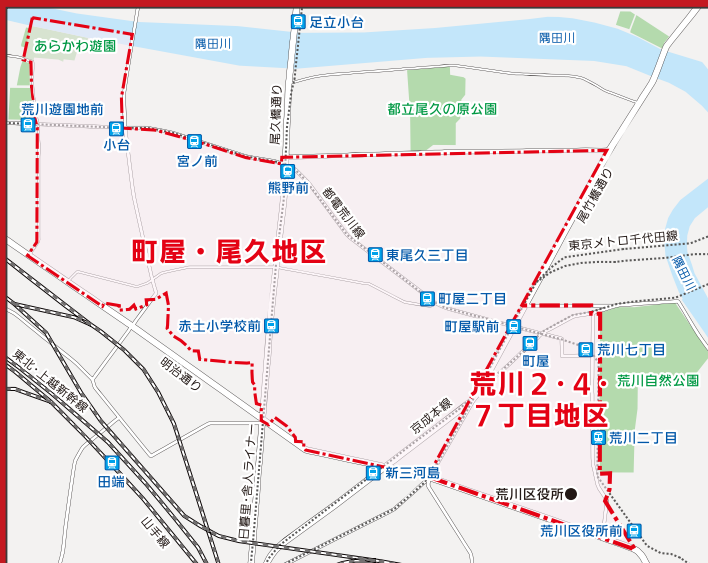 足立小台
隅田川
隅田川
あらかわ遊園
尾久橋通り
都立尾久の原公園
荒川遊園地前
小台
宮ノ前
熊野前
都電荒川線
尾竹橋通り
東京メトロ千代田線
隅田川
町屋・尾久地区
東尾久三丁目
町屋二丁目
赤土小学校前
町屋駅前
町屋
荒川七丁目
明治通り
東北・上越新幹線
荒川2・4・
7丁目地区
荒川自然公園
京成本線
荒川二丁目
日暮里・舎人ライナー
田端
新三河島
荒川区役所
山手線
荒川区役所前